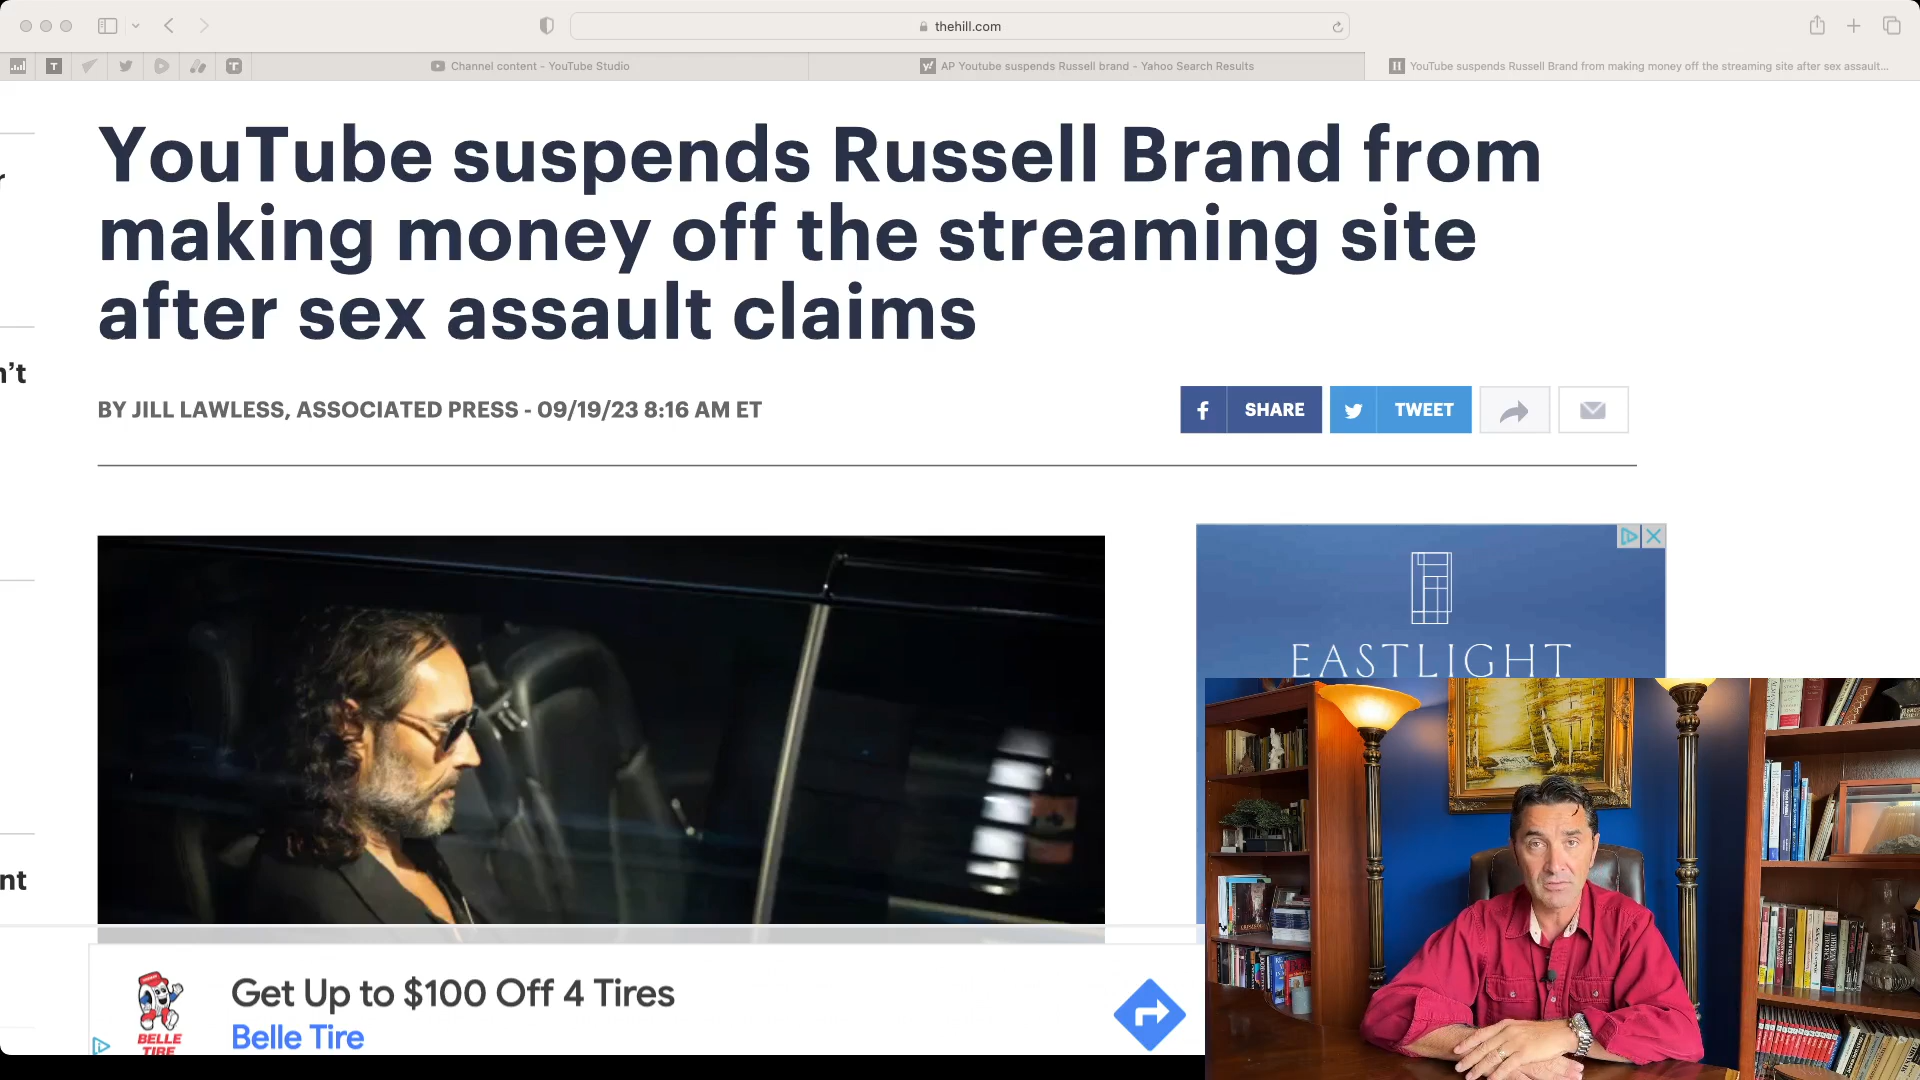 thehill.com
T
Channel content - YouTube Studio
AP Youtube suspends Russell brand - Yahoo Search Results
YouTube suspends Russell Brand from making money off the streaming site after sex assault...
YouTube suspends Russell Brand from
making money off the streaming site
after sex assault claims
n't
nt
BY JILL LAWLESS, ASSOCIATED PRESS - 09/19/23 8:16 AM ET
SHARE
TWEET
EASTLIGHT
Get Up to $100 Off 4 Tires
Belle Tire
BELLE
TIRE